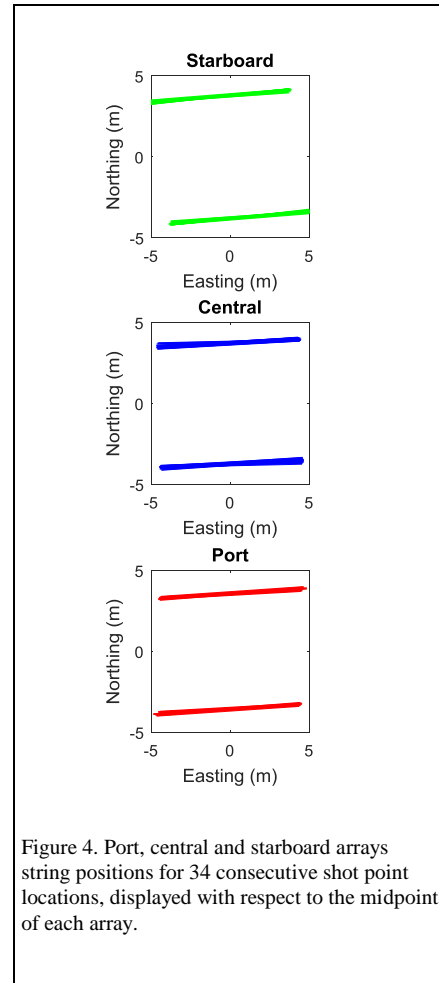 Starboard
5
0
-5
Northing (m)
-5 0 5
Easting (m)
Central
5
0
-5
Northing (m)
-5 0 5
Easting (m)
Port
5
0
-5
Northing (m)
-5 0 5
Easting (m)
Figure 4. Port, central and starboard arrays
string positions for 34 consecutive shot point
locations, displayed with respect to the midpoint
of each array.